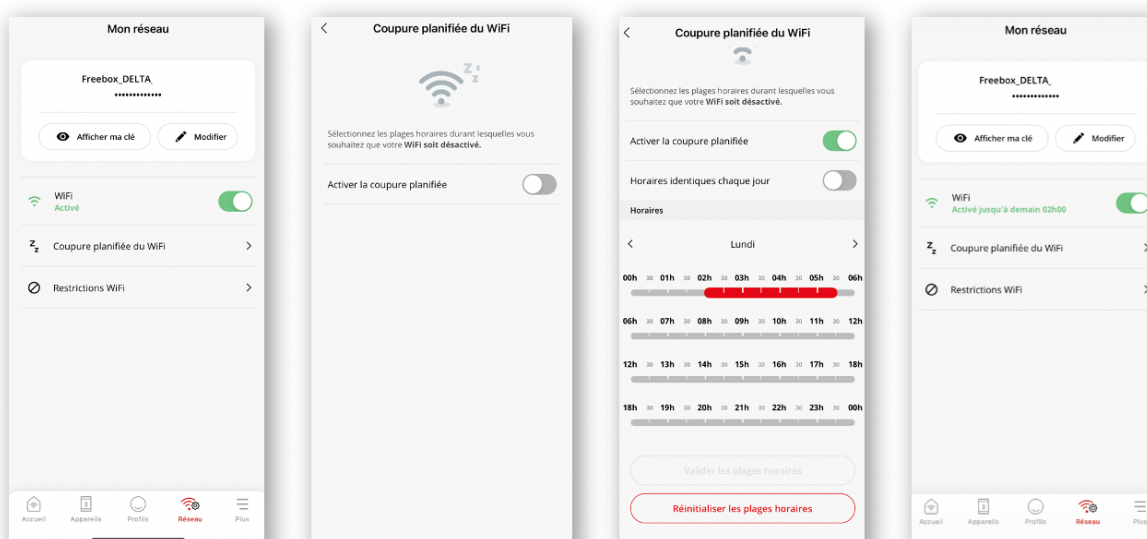 Mon réseau
Freebox_DELTA_
•••••••••••••
Afficher ma clé
Modifier
WiFi
Activé
Coupure planifiée du WiFi
Restrictions WiFi
Accueil
Appareils
Profils
Réseau
Plus
Coupure planifiée du WiFi
Sélectionnez les plages horaires durant lesquelles vous
souhaitez que votre WiFi soit désactivé.
Activer la coupure planifiée
Coupure planifiée du WiFi
Sélectionnez les plages horaires durant lesquelles vous
souhaitez que votre WiFi soit désactivé.
Activer la coupure planifiée
Horaires identiques chaque jour
Horaires
Lundi
00h 30 01h 30 02h 30 03h 30 04h 30 05h 30 06h
06h 30 07h 30 08h 30 09h 30 10h 30 11h 30 12h
12h 30 13h 30 14h 30 15h 30 16h 30 17h 30 18h
18h 30 19h 30 20h 30 21h 30 22h 30 23h 30 00h
Valider les plages horaires
Réinitialiser les plages horaires
Mon réseau
Freebox_DELTA_
•••••••••••••
Afficher ma clé
Modifier
WiFi
Activé jusqu'à demain 02h00
Coupure planifiée du WiFi
Restrictions WiFi
Accueil
Appareils
Profils
Réseau
Plus